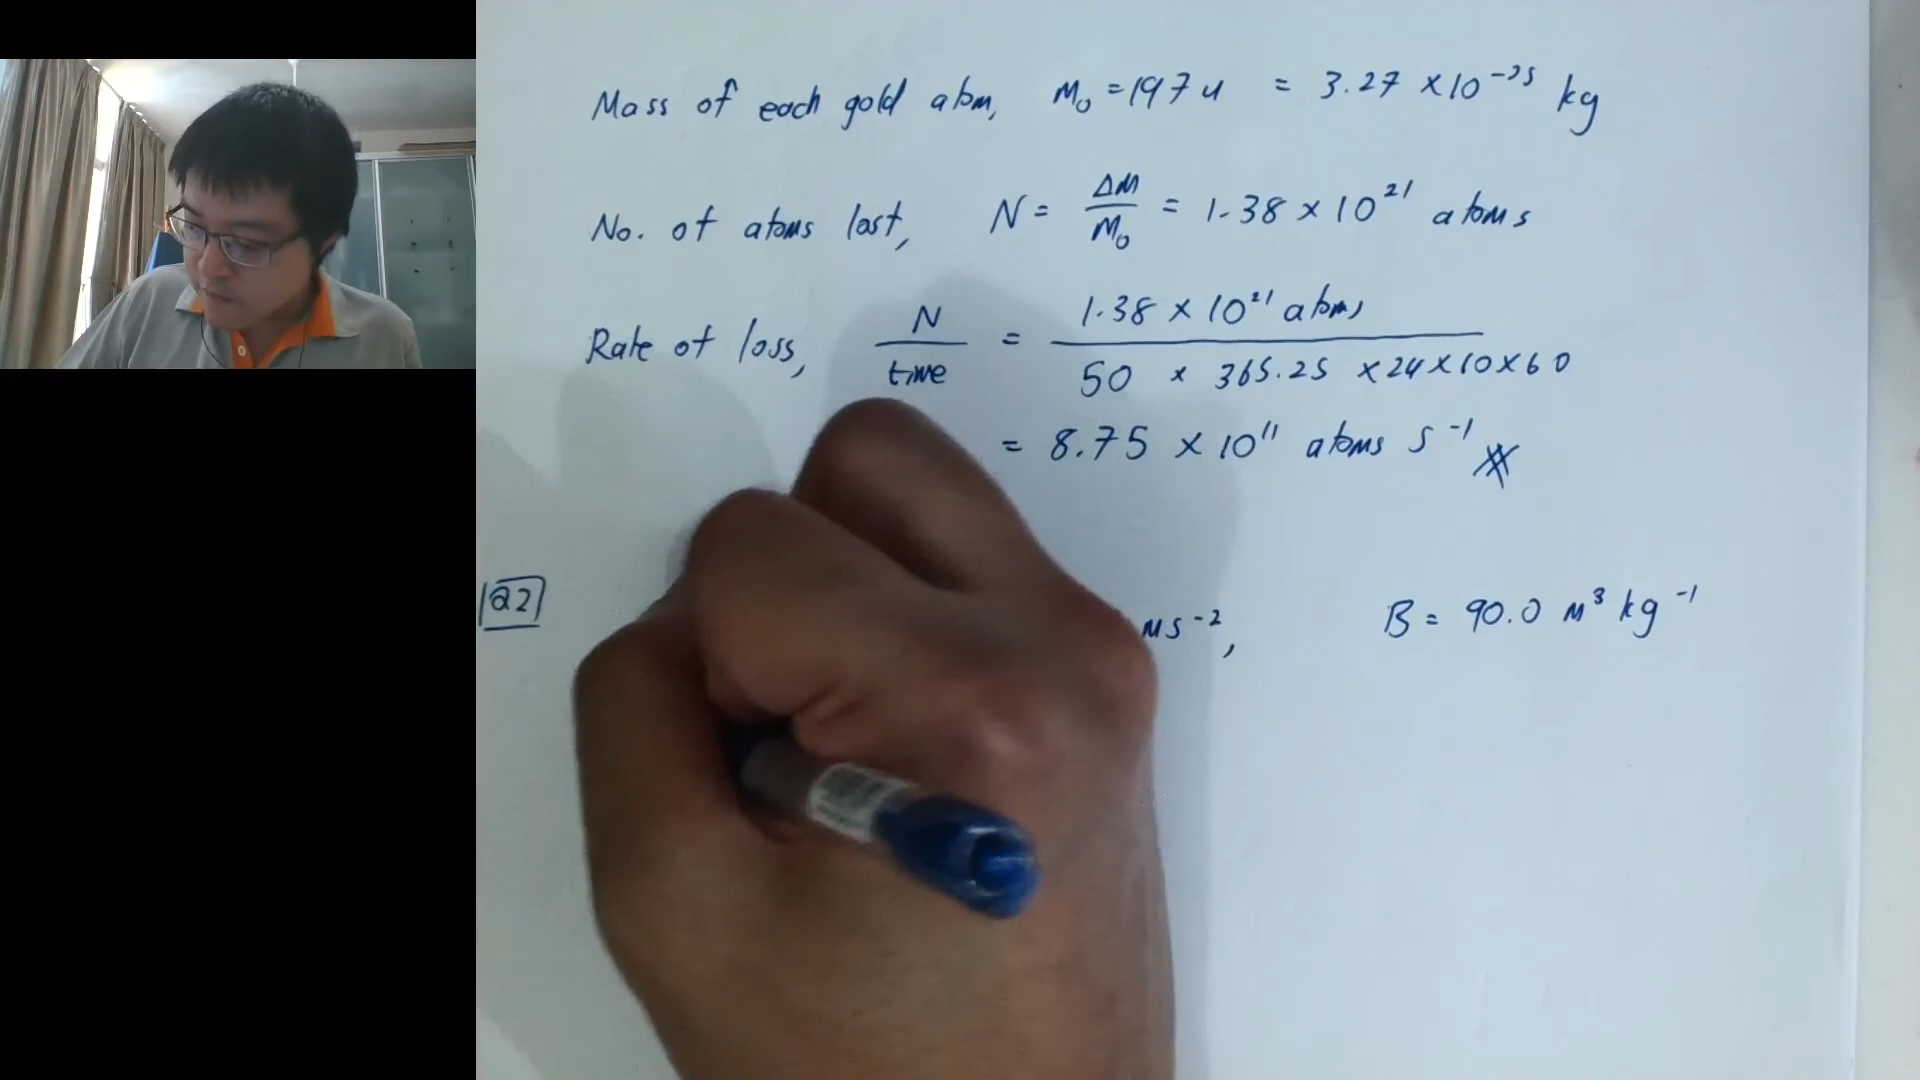 Mass of each gold atom, M₀ = 197 u = 3.27 × 10⁻²⁵ kg
No. of atoms lost, N = ΔM / M₀ = 1.38 × 10²¹ atoms
Rate of loss, N / time = 1.38 × 10²¹ atoms / 50 × 365.25 × 24 × 10 × 60
= 8.75 × 10¹¹ atoms s⁻¹
Q2 ms⁻², B = 90.0 m³ kg⁻¹